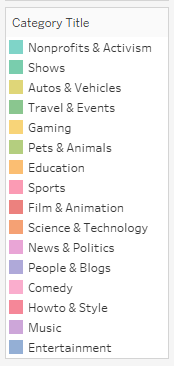 Category Title
Nonprofits & Activism
Shows
Autos & Vehicles
Travel & Events
Gaming
Pets & Animals
Education
Sports
Film & Animation
Science & Technology
News & Politics
People & Blogs
Comedy
Howto & Style
Music
Entertainment